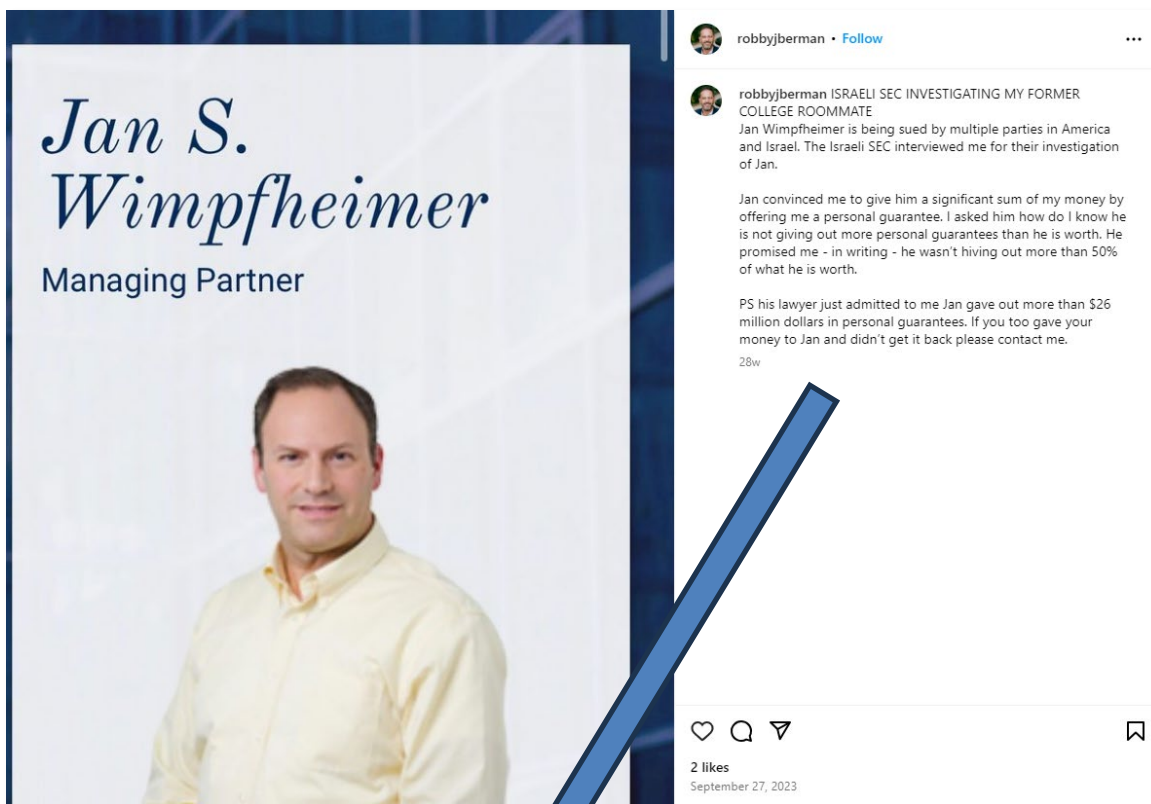 Jan S.
Wimpfheimer
Managing Partner
robbyjberman • Follow
robbyjberman ISRAELI SEC INVESTIGATING MY FORMER
COLLEGE ROOMMATE
Jan Wimpfheimer is being sued by multiple parties in America
and Israel. The Israeli SEC interviewed me for their investigation
of Jan.
Jan convinced me to give him a significant sum of my money by
offering me a personal guarantee. I asked him how do I know he
is not giving out more personal guarantees than he is worth. He
promised me - in writing - he wasn't hiving out more than 50%
of what he is worth.
PS his lawyer just admitted to me Jan gave out more than $26
million dollars in personal guarantees. If you too gave your
money to Jan and didn't get it back please contact me.
28w
2 likes
September 27, 2023